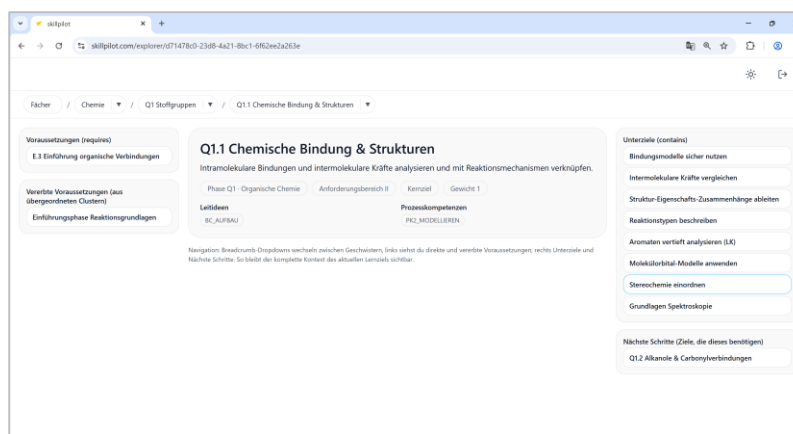 skillpilot
skillpilot.com/explorer/d71478c0-23d8-4a21-8bc1-6f62ee2a263e
Fächer / Chemie ▼ / Q1 Stoffgruppen ▼ / Q1.1 Chemische Bindung & Strukturen ▼
Voraussetzungen (requires)
E.3 Einführung organische Verbindungen
Vererbte Voraussetzungen (aus
übergeordneten Clustern)
Einführungsphase Reaktionsgrundlagen
Q1.1 Chemische Bindung & Strukturen
Intramolekulare Bindungen und intermolekulare Kräfte analysieren und mit Reaktionsmechanismen verknüpfen.
Phase Q1 · Organische Chemie Anforderungsbereich II Kernziel Gewicht 1
Leitideen Prozesskompetenzen
BC_AUFBAU PK2_MODELLIEREN
Navigation: Breadcrumb-Dropdowns wechseln zwischen Geschwistern, links siehst du direkte und vererbte Voraussetzungen, rechts Unterziele und
Nächste Schritte. So bleibt der komplette Kontext des aktuellen Lernziels sichtbar.
Unterziele (contains)
Bindungsmodelle sicher nutzen
Intermolekulare Kräfte vergleichen
Struktur-Eigenschafts-Zusammenhänge ableiten
Reaktionstypen beschreiben
Aromaten vertieft analysieren (LK)
Molekülorbital-Modelle anwenden
Stereochemie einordnen
Grundlagen Spektroskopie
Nächste Schritte (Ziele, die dieses benötigen)
Q1.2 Alkanole & Carbonylverbindungen